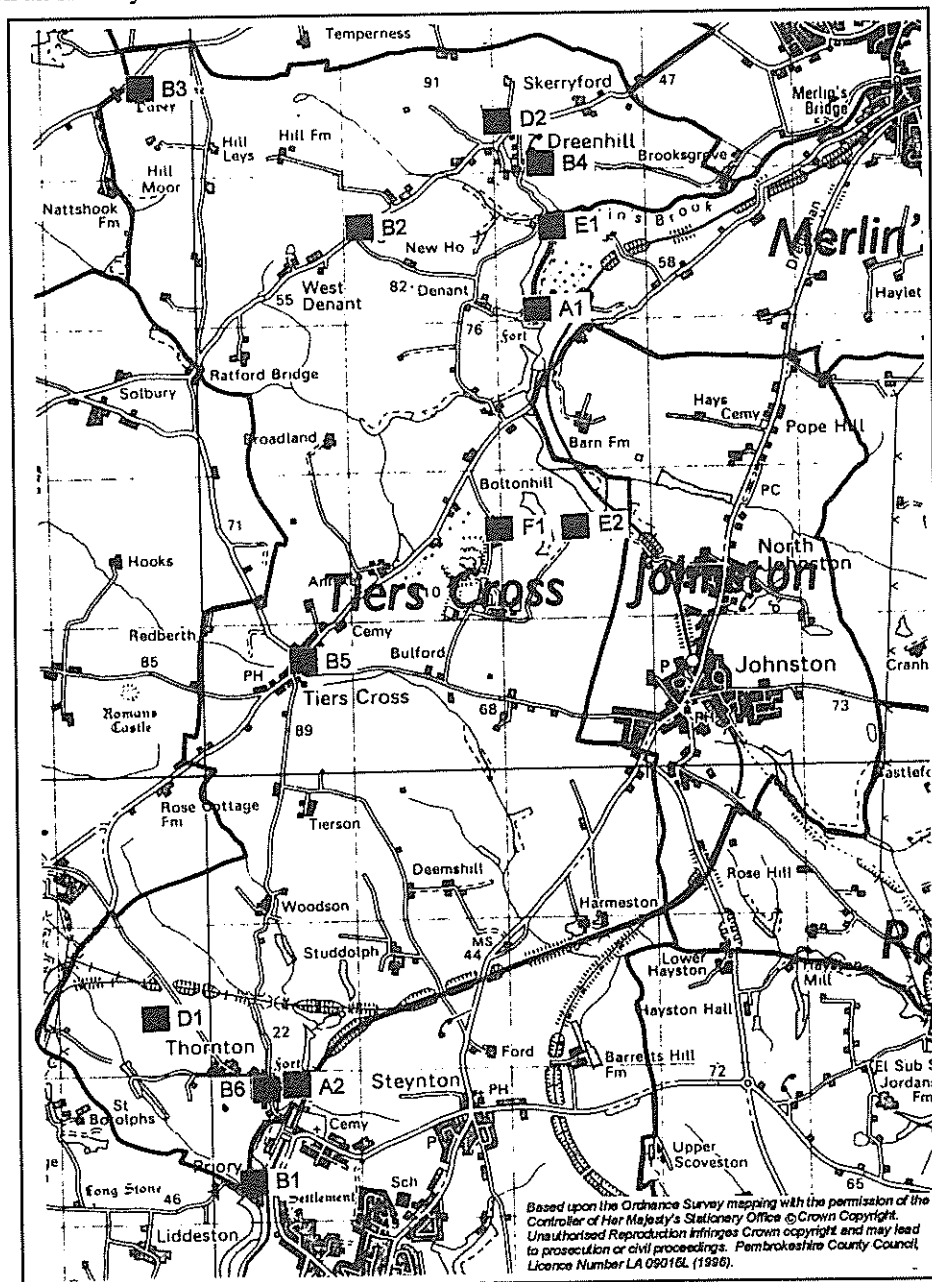 Temperness
Skerryford
47
91
B3
D2
Merlin's
Bridge
Hill Fm
Hill
Leys
Dreenhill
B4
Brooksgrove
Hill
Moor
Nattshook
Fm
B2
E1
Brook
Merlin'
New Ho
58
West
Denant
82
Denant
55
A1
Haylet
76
Fort
Ratford Bridge
Solbury
Hays
Cemy
Pope Hill
Broadland
Barn Fm
Boltonhill
PC
71
F1
E2
North
Johnston
Hooks
Tiers Cross
Johnston
10
Redberth
Cemy
Bulford
85
B5
P
Johnston
PH
Tiers Cross
68
PH
73
Romans
Castle
89
Rose Cottage
Fm
Tierson
Deemshill
Rose Hill
Woodson
Harmeston
MS
Studdolph
44
Lower
Hayston
Hayston Hall
Mill
D1
22
Thornton
Ford
Barretts Hill
Fm
72
El Sub S
Jordans
Fm
Fort
B6
A2
Steynton
PH
St
Botolphs
Cemy
P
Upper
Scoveston
Priory
B1
Sch
65
Long Stone
46
Settlement
Liddeston
Based upon the Ordnance Survey mapping with the permission of the
Controller of Her Majesty's Stationery Office © Crown Copyright.
Unauthorised Reproduction infringes Crown copyright and may lead
to prosecution or civil proceedings. Pembrokeshire County Council,
Licence Number LA 09016L (1996).